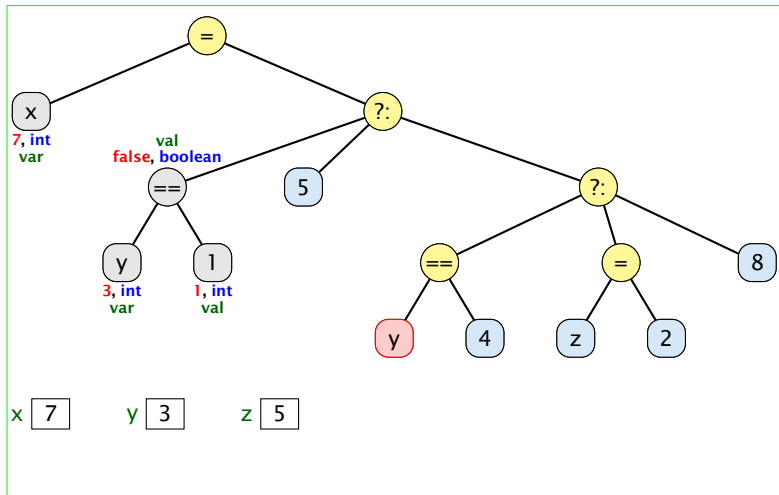 =
x
?:
7, int
var
val
false, boolean
==
5
?:
y
1
==
=
8
3, int
var
1, int
val
y
4
z
2
x 7 y 3 z 5